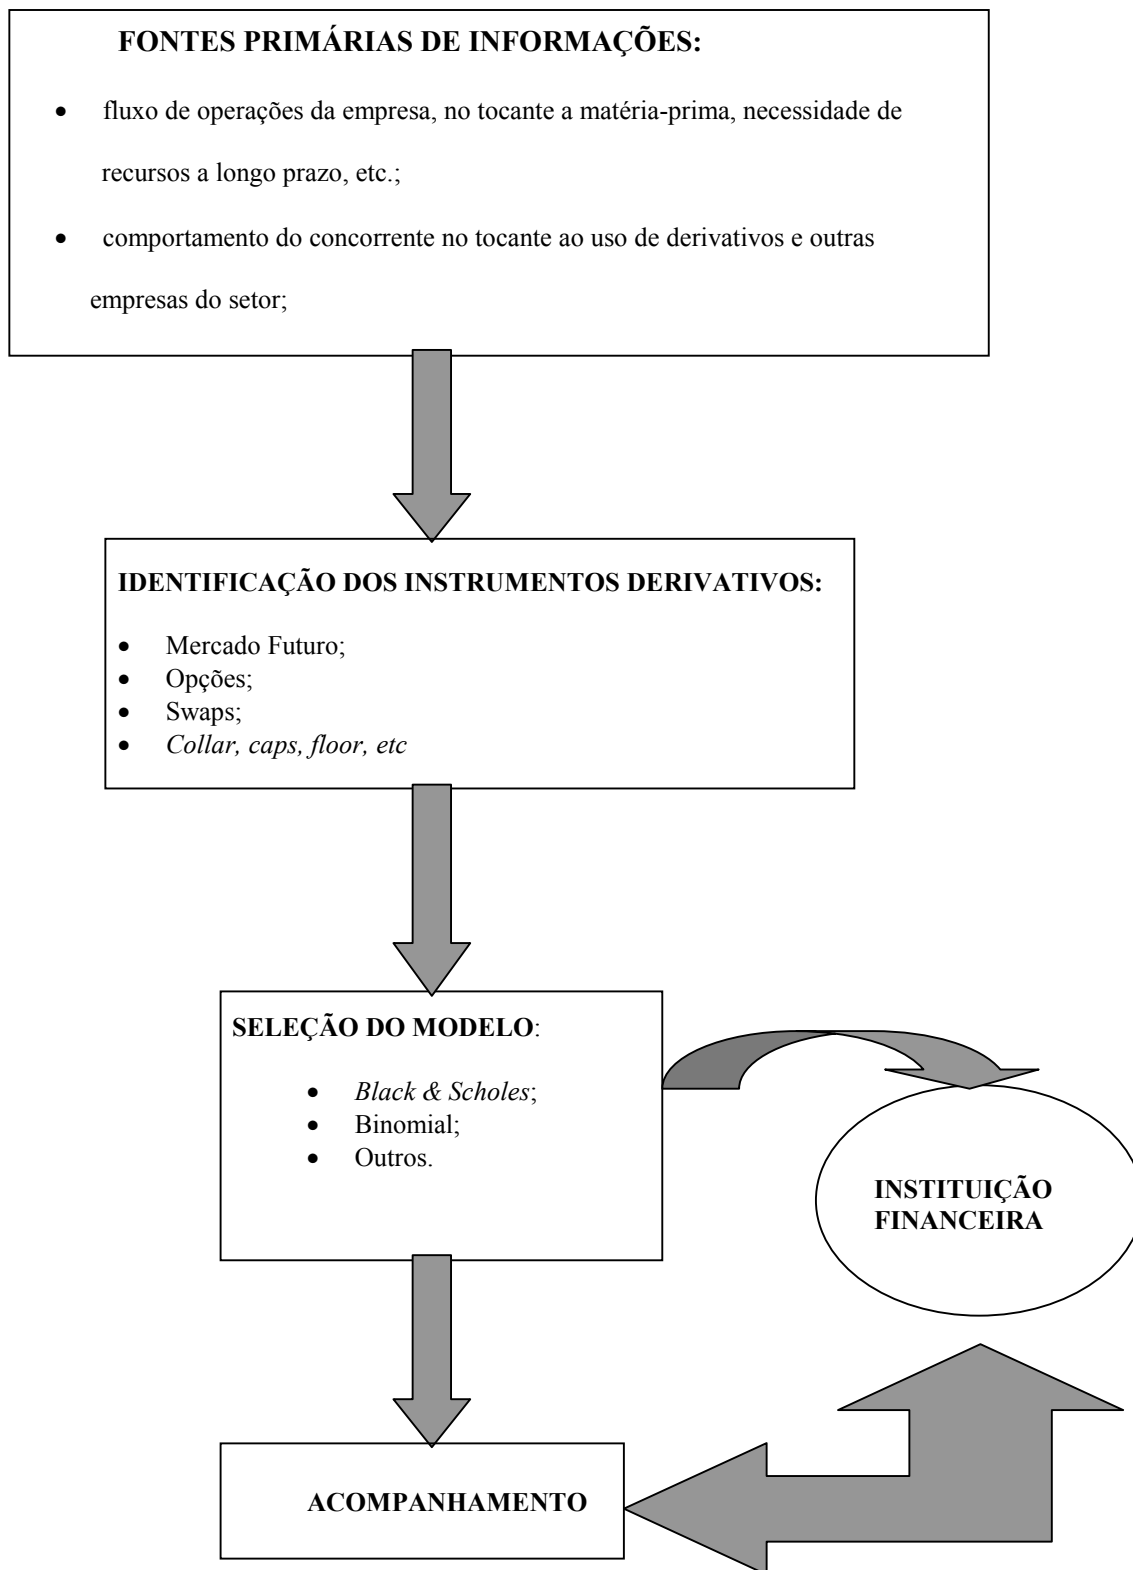 FONTES PRIMÁRIAS DE INFORMAÇÕES:
• fluxo de operações da empresa, no tocante a matéria-prima, necessidade de
recursos a longo prazo, etc.;
• comportamento do concorrente no tocante ao uso de derivativos e outras
empresas do setor;
IDENTIFICAÇÃO DOS INSTRUMENTOS DERIVATIVOS:
• Mercado Futuro;
• Opções;
• Swaps;
• Collar, caps, floor, etc
SELEÇÃO DO MODELO:
• Black & Scholes;
• Binomial;
• Outros.
INSTITUIÇÃO
FINANCEIRA
ACOMPANHAMENTO